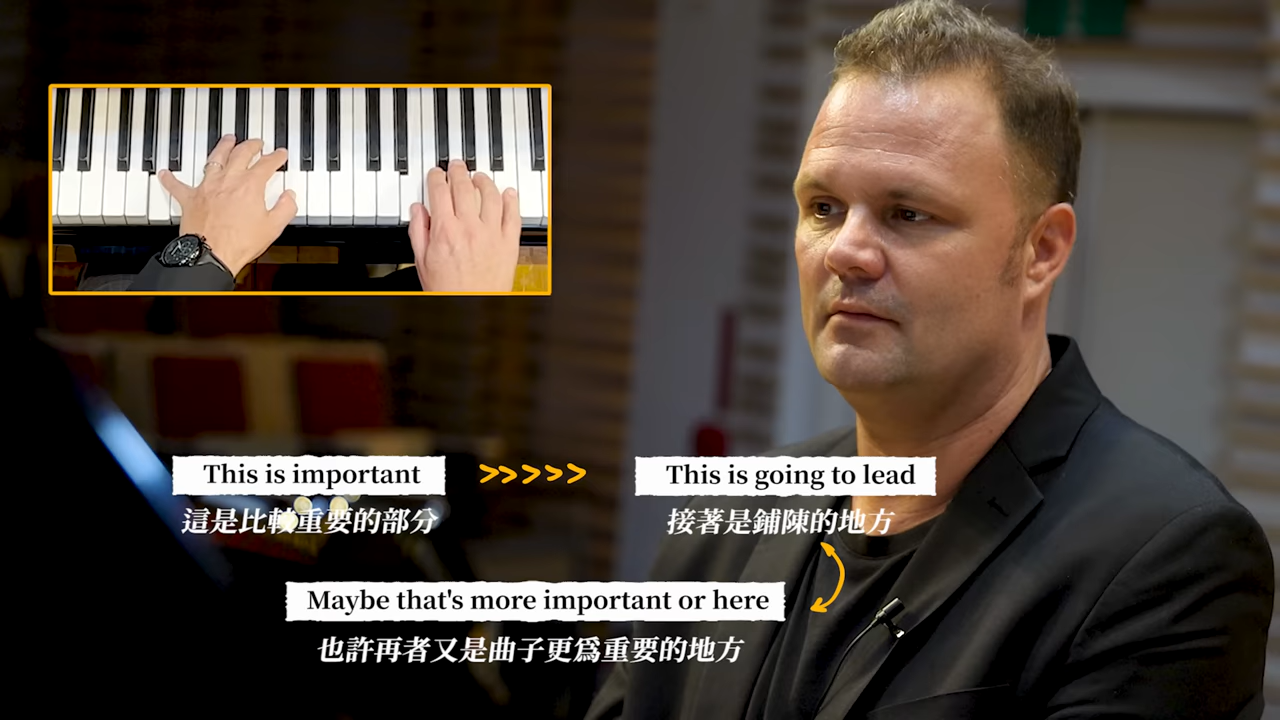 This is important
這是比較重要的部分
>>>>>
This is going to lead
接著是鋪陳的地方
Maybe that's more important or here
也許再者又是曲子更爲重要的地方